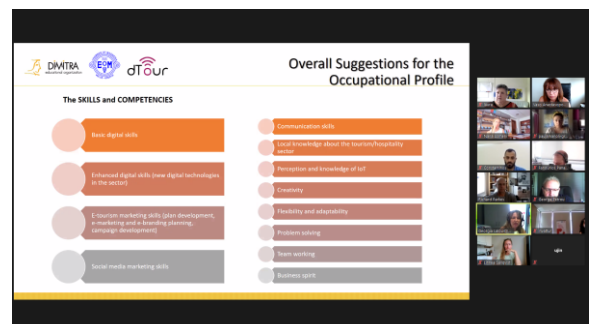 DIMITRA
educational organization
EOM
dTour
Overall Suggestions for the
Occupational Profile
The SKILLS and COMPETENCIES
Basic digital skills
Enhanced digital skills (new digital technologies
in the sector)
E-tourism marketing skills (plan development,
e-marketing and e-branding planning,
campaign development)
Social media marketing skills
Communication skills
Local knowledge about the tourism/hospitality
sector
Perception and knowledge of IoT
Creativity
Flexibility and adaptability
Problem solving
Team working
Business spirit
ujin